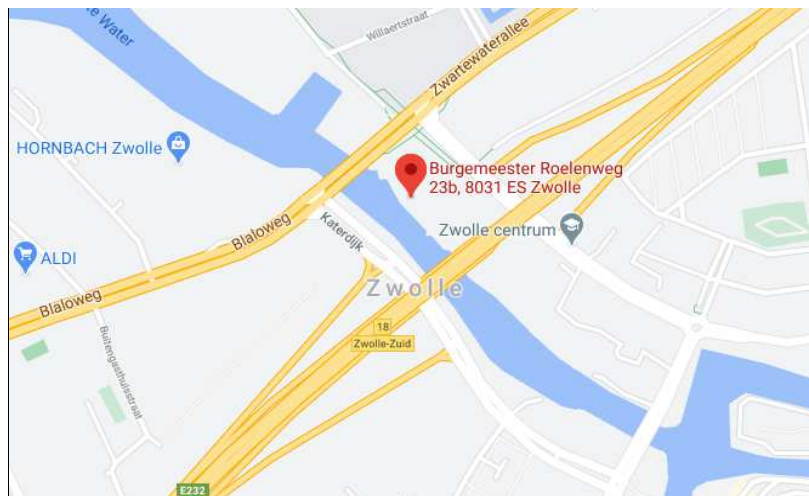 Water
Willaertstraat
Zwartewaterallee
HORNBACH Zwolle
Burgemeester Roelenweg
23b, 8031 ES Zwolle
Zwolle centrum
Katerdijk
Blaloweg
ALDI
Zwolle
Blaloweg
18
Zwolle-Zuid
Buitengasthuisstraat
E232